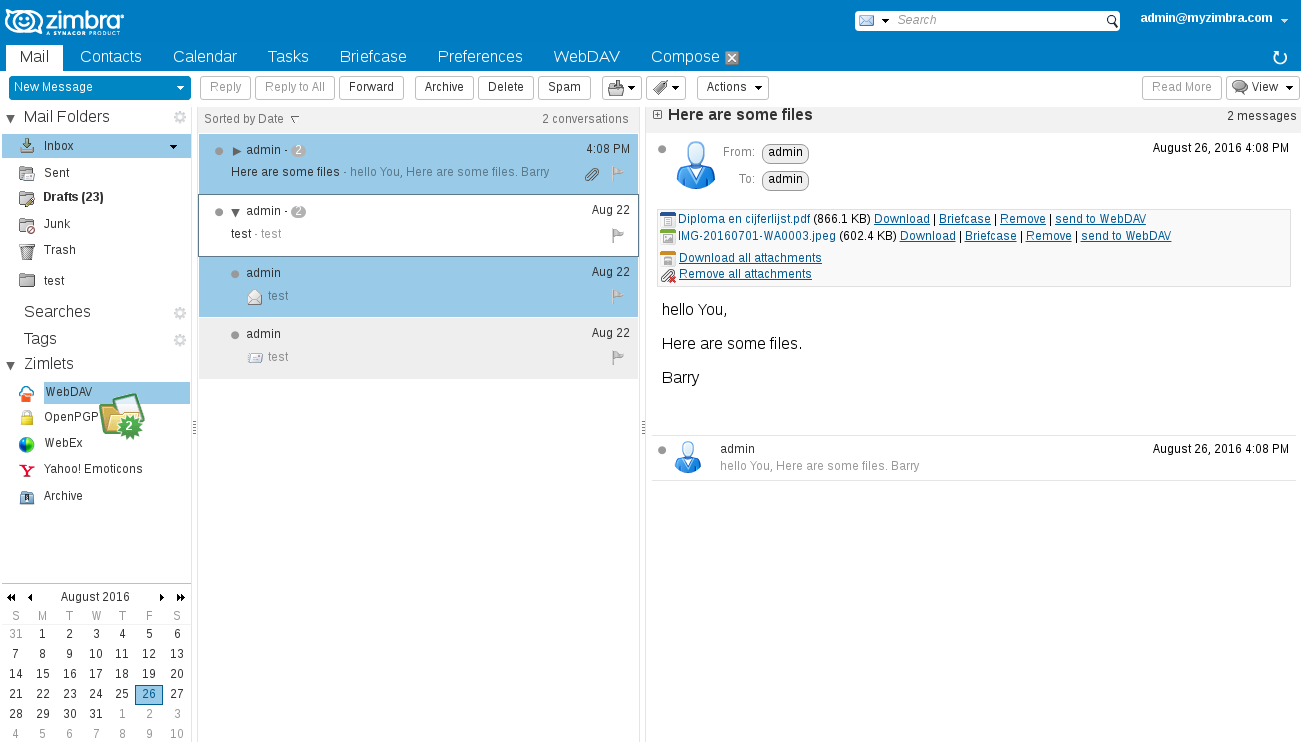 zimbra
A SYNACOR PRODUCT
Search
admin@myzimbra.com
Mail Contacts Calendar Tasks Briefcase Preferences WebDAV Compose
New Message
Reply Reply to All Forward Archive Delete Spam Actions Read More View
Mail Folders
Inbox
Sent
Drafts (23)
Junk
Trash
test
Searches
Tags
Zimlets
WebDAV
OpenPGP
2
WebEx
Yahoo! Emoticons
Archive
August 2016
S M T W T F S
31 1 2 3 4 5 6
7 8 9 10 11 12 13
14 15 16 17 18 19 20
21 22 23 24 25 26 27
28 29 30 31 1 2 3
4 5 6 7 8 9 10
Sorted by Date 2 conversations
admin - 2 4:08 PM
Here are some files - hello You, Here are some files. Barry
admin - 2 Aug 22
test - test
admin Aug 22
test
admin Aug 22
test
Here are some files 2 messages
From: admin August 26, 2016 4:08 PM
To: admin
Diploma en cijferlijst.pdf (866.1 KB) Download | Briefcase | Remove | send to WebDAV
IMG-20160701-WA0003.jpeg (602.4 KB) Download | Briefcase | Remove | send to WebDAV
Download all attachments
Remove all attachments
hello You,
Here are some files.
Barry
admin August 26, 2016 4:08 PM
hello You, Here are some files. Barry